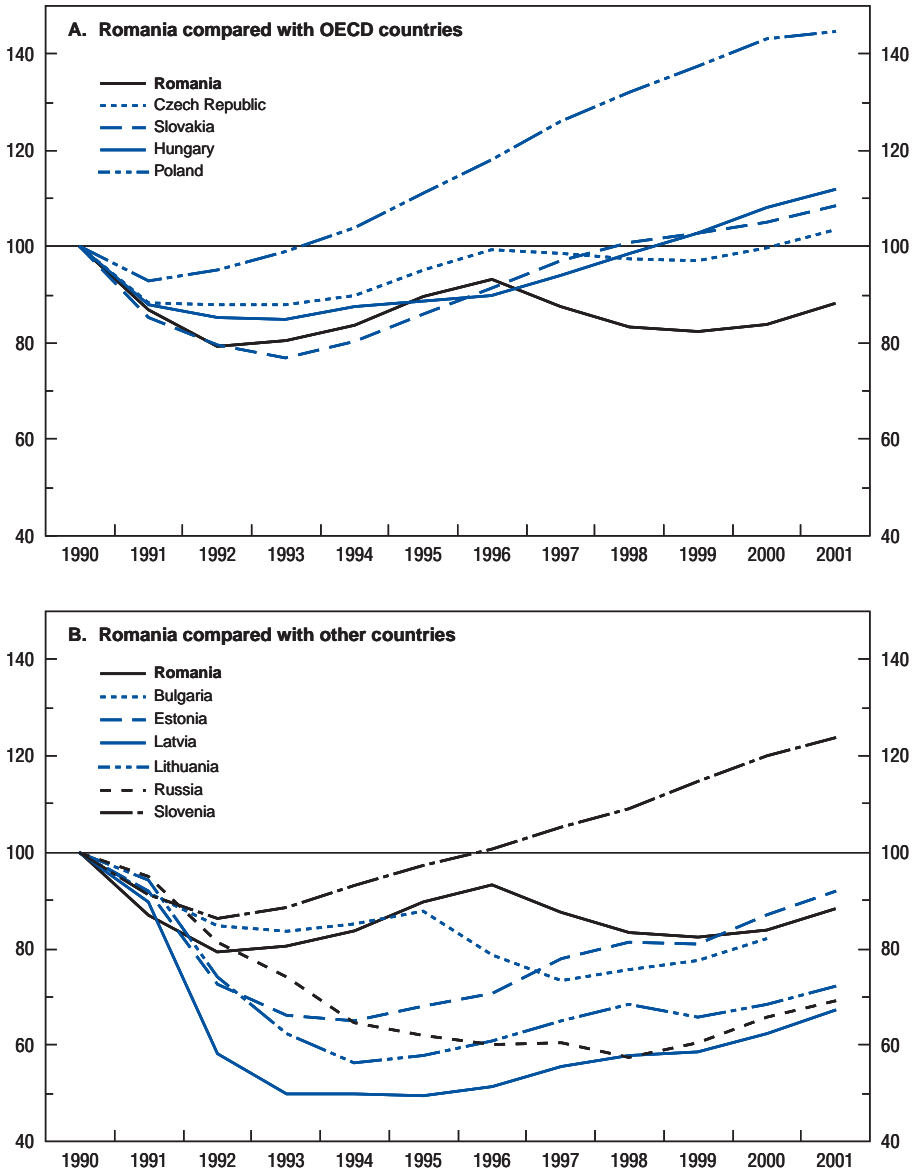 A. Romania compared with OECD countries
140 140
Romania
Czech Republic
Slovakia
Hungary
Poland
120 120
100 100
80 80
60 60
40 40
1990 1991 1992 1993 1994 1995 1996 1997 1998 1999 2000 2001
B. Romania compared with other countries
140 140
Romania
Bulgaria
Estonia
Latvia
Lithuania
Russia
Slovenia
120 120
100 100
80 80
60 60
40 40
1990 1991 1992 1993 1994 1995 1996 1997 1998 1999 2000 2001